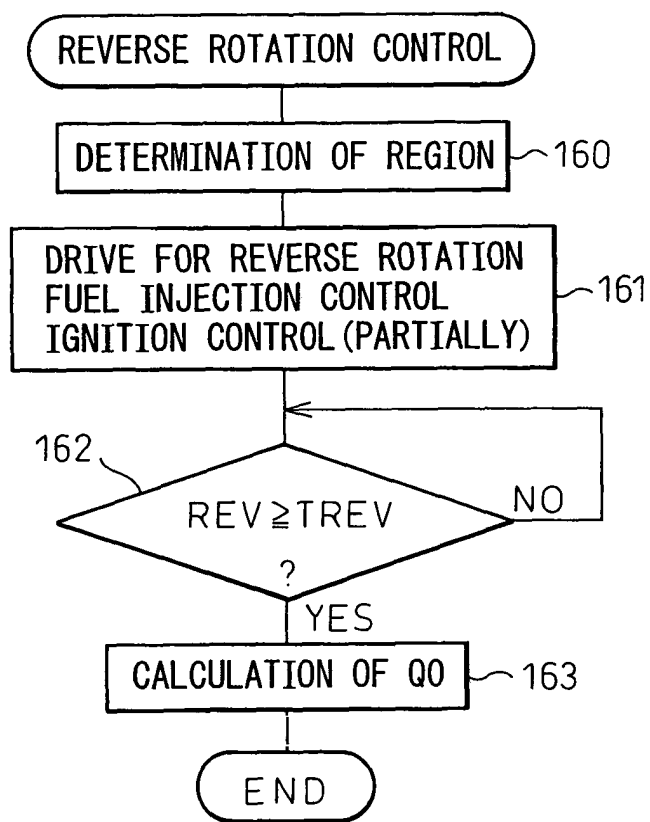 REVERSE ROTATION CONTROL
DETERMINATION OF REGION
160
DRIVE FOR REVERSE ROTATION
FUEL INJECTION CONTROL
IGNITION CONTROL (PARTIALLY)
161
162
REV ≧ TREV
?
NO
YES
CALCULATION OF Q0
163
END